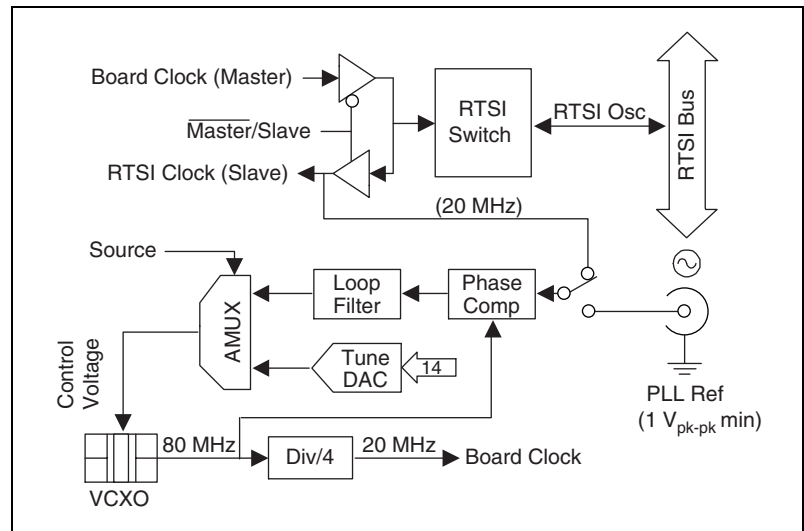 Board Clock (Master)
Master/Slave
RTSI Clock (Slave)
RTSI
Switch
RTSI Osc
RTSI Bus
(20 MHz)
Source
AMUX
Loop
Filter
Phase
Comp
Tune
DAC
14
Control
Voltage
PLL Ref
(1 Vpk-pk min)
80 MHz
Div/4
20 MHz
Board Clock
VCXO